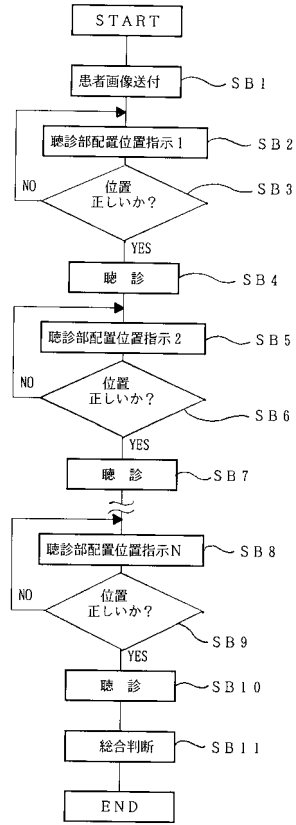 START
患者画像送付
SB1
聴診部配置位置指示1
SB2
位置
正しいか?
SB3
NO
YES
聴 診
SB4
聴診部配置位置指示2
SB5
NO
位置
正しいか?
SB6
YES
聴 診
SB7
聴診部配置位置指示N
SB8
NO
位置
正しいか?
SB9
YES
聴 診
SB10
総合判断
SB11
END